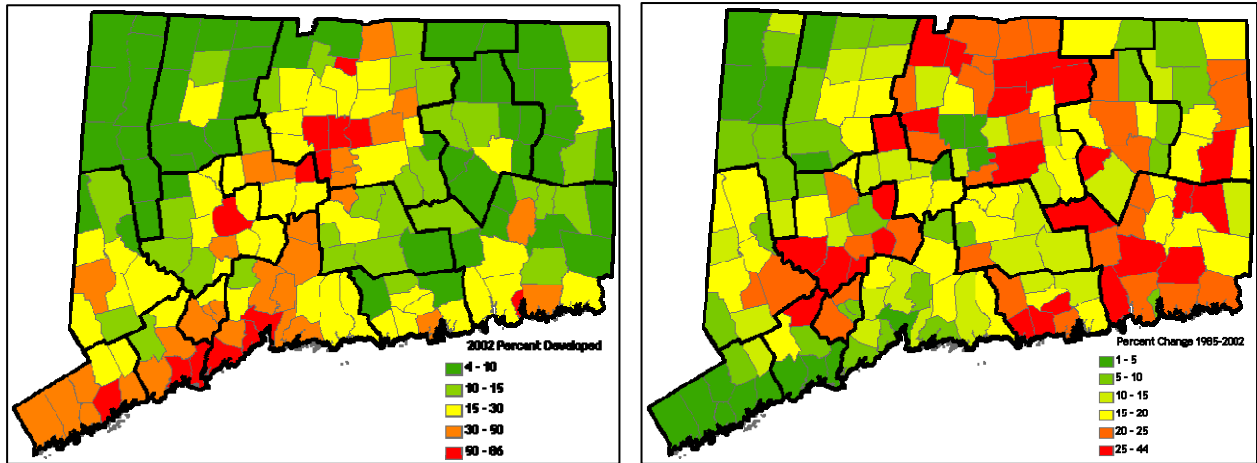 2002 Percent Developed
4 - 10
10 - 15
15 - 30
30 - 50
50 - 86
Percent Change 1985-2002
1 - 5
5 - 10
10 - 15
15 - 20
20 - 25
25 - 44